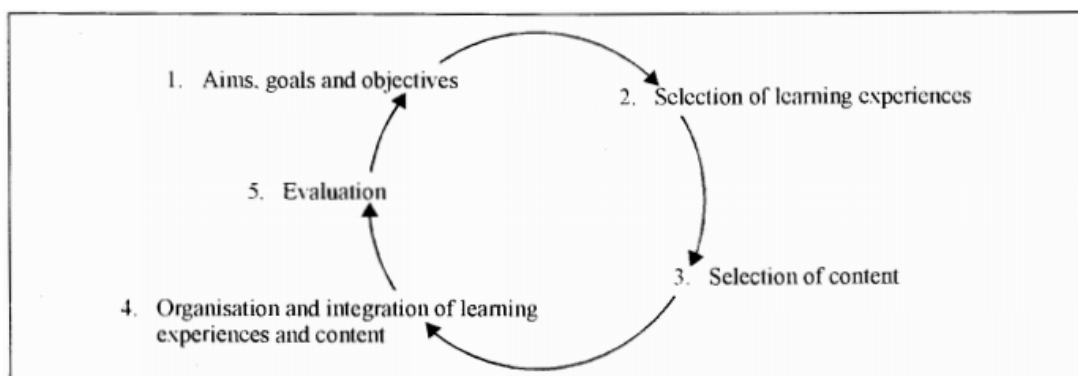 1. Aims, goals and objectives
2. Selection of learning experiences
5. Evaluation
3. Selection of content
4. Organisation and integration of learning
experiences and content